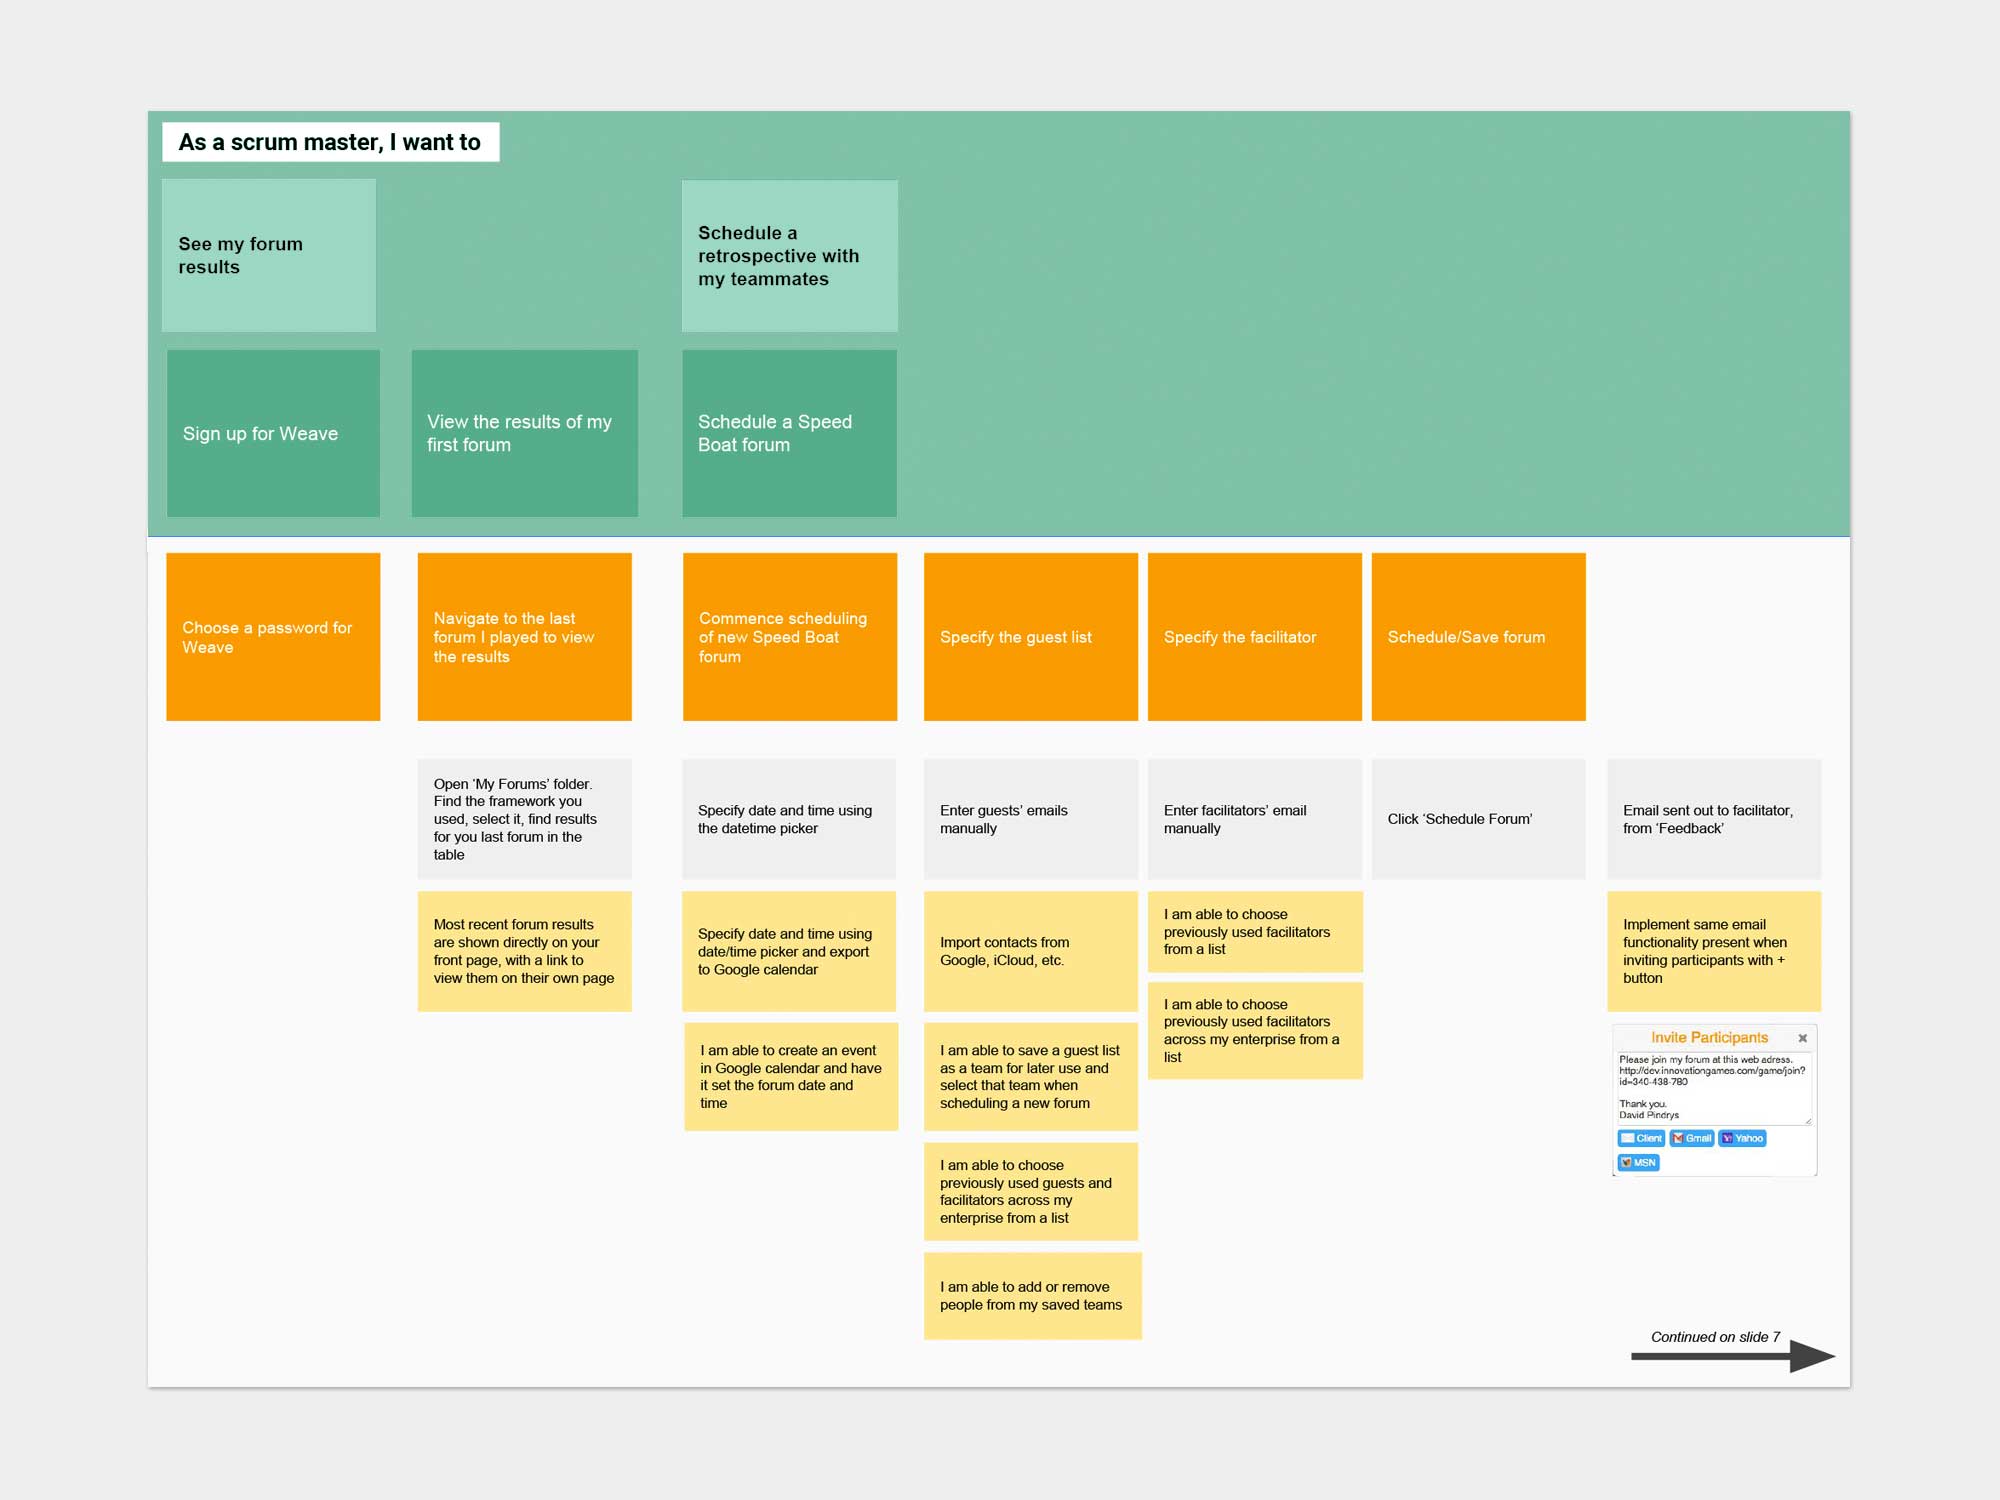 As a scrum master, I want to
See my forum
results
Schedule a
retrospective with
my teammates
Sign up for Weave
View the results of my
first forum
Schedule a Speed
Boat forum
Choose a password for
Weave
Navigate to the last
forum I played to view
the results
Commence scheduling
of new Speed Boat
forum
Specify the guest list
Specify the facilitator
Schedule/Save forum
Open ‘My Forums’ folder.
Find the framework you
used, select it, find results
for you last forum in the
table
Specify date and time using
the datetime picker
Enter guests’ emails
manually
Enter facilitators’ email
manually
Click ‘Schedule Forum’
Email sent out to facilitator,
from ‘Feedback’
Most recent forum results
are shown directly on your
front page, with a link to
view them on their own page
Specify date and time using
date/time picker and export
to Google calendar
Import contacts from
Google, iCloud, etc.
I am able to choose
previously used facilitators
from a list
Implement same email
functionality present when
inviting participants with +
button
I am able to choose
previously used facilitators
across my enterprise from a
list
I am able to create an event
in Google calendar and have
it set the forum date and
time
I am able to save a guest list
as a team for later use and
select that team when
scheduling a new forum
Invite Participants
Please join my forum at this web adress.
http://dev.innovationgames.com/game/join?
id=340-438-780
Thank you.
David Pindrys
Client Gmail Yahoo
MSN
I am able to choose
previously used guests and
facilitators across my
enterprise from a list
I am able to add or remove
people from my saved teams
Continued on slide 7